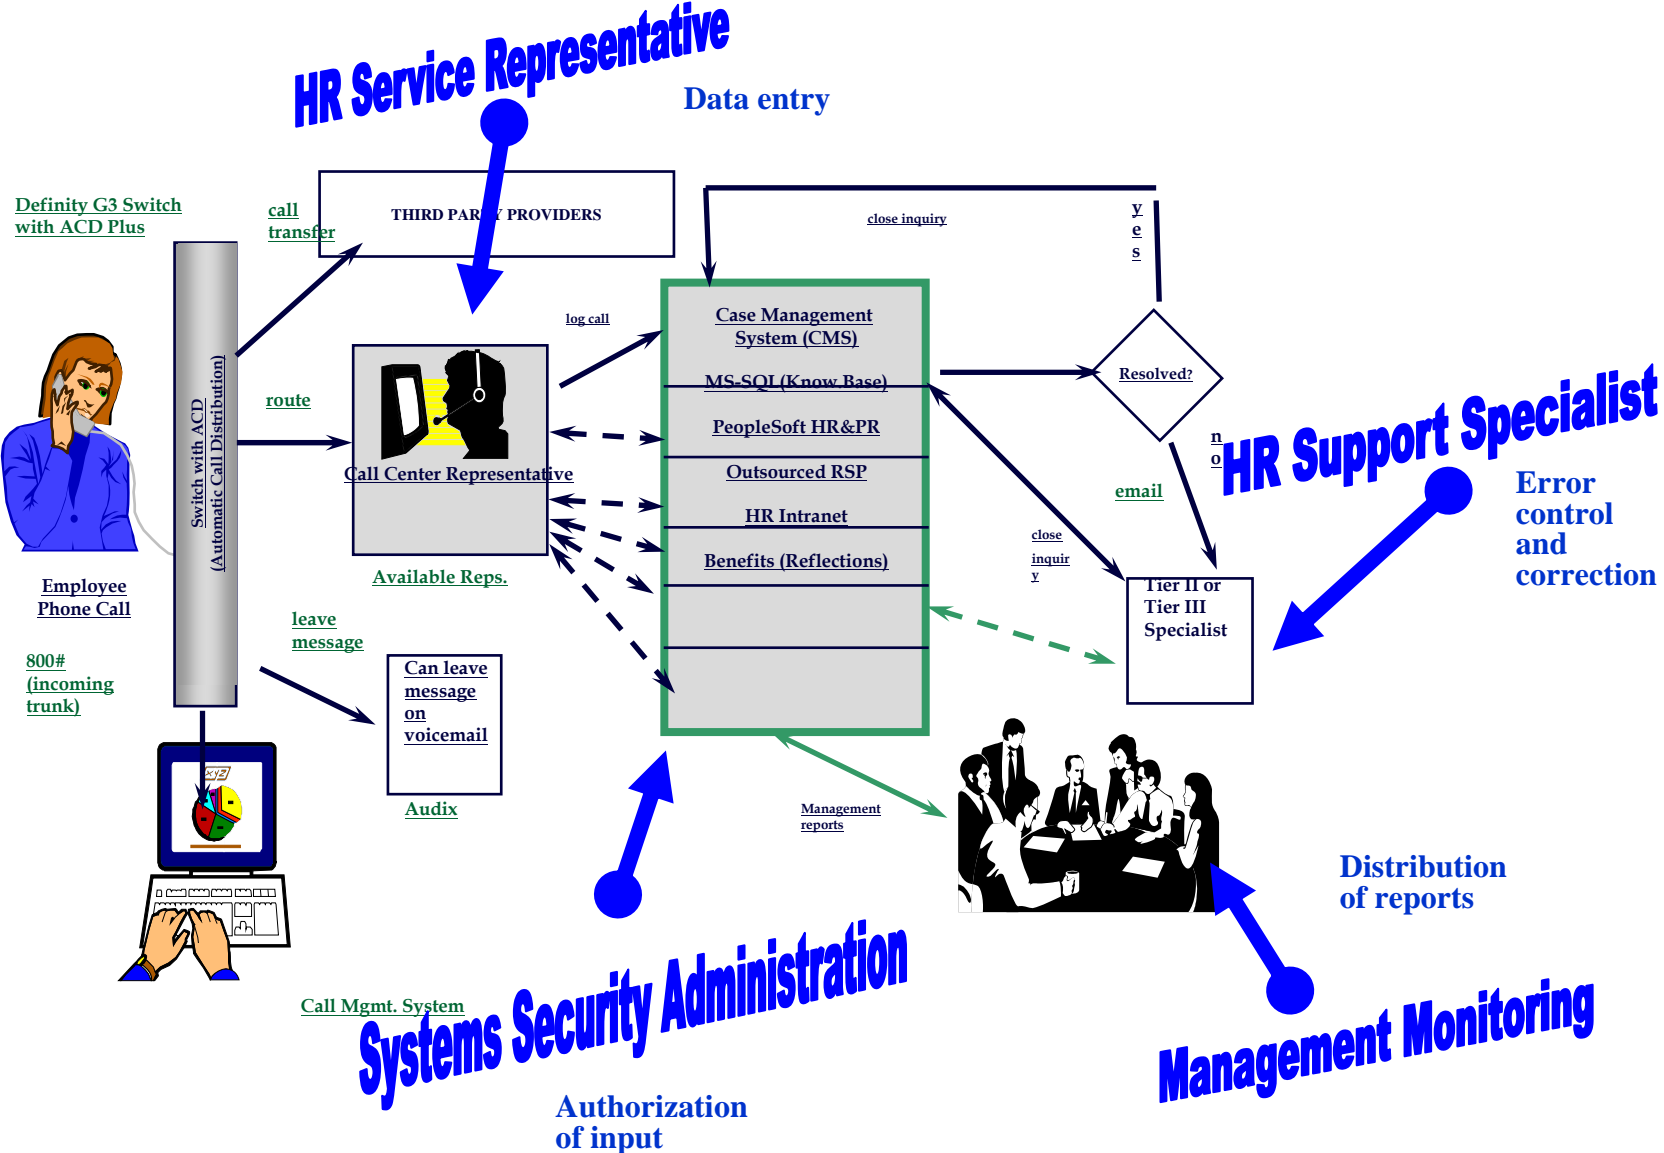 HR Service Representative
Data entry
Definity G3 Switch
with ACD Plus
call
transfer
THIRD PARTY PROVIDERS
close inquiry
y
e
s
log call
Case Management
System (CMS)
MS-SQL(Know.Base)
PeopleSoft HR&PR
Outsourced RSP
HR Intranet
Benefits (Reflections)
Resolved?
n
o
HR Support Specialist
Error
control
and
correction
email
close
inquir
y
Tier II or
Tier III
Specialist
route
Switch with ACD
(Automatic Call Distribution)
Call Center Representative
Available Reps.
Employee
Phone Call
800#
(incoming
trunk)
leave
message
Can leave
message
on
voicemail
Audix
xyz
Management
reports
Distribution
of reports
Call Mgmt. System
Systems Security Administration
Management Monitoring
Authorization
of input